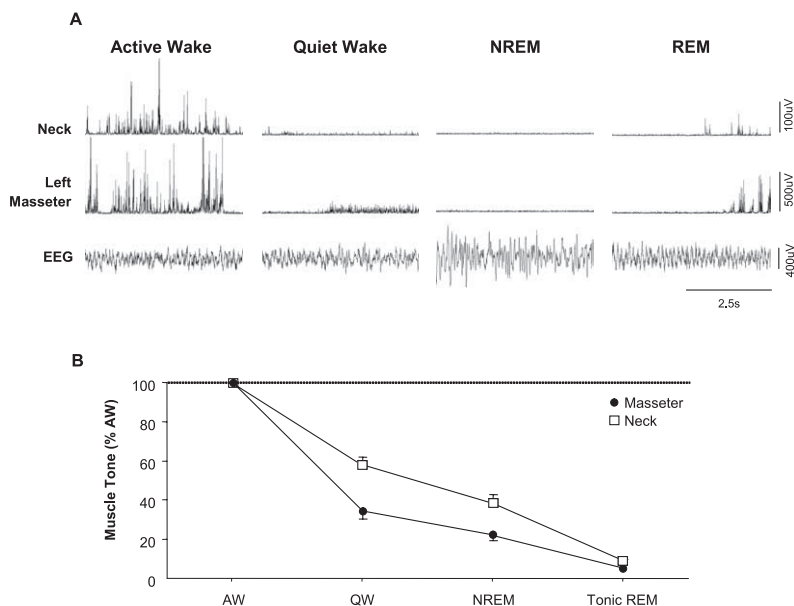 A
Active Wake Quiet Wake NREM REM
Neck
100uV
Left
Masseter
500uV
EEG
400uV
2.5s
B
Muscle Tone (% AW)
100
80
60
40
20
0
Masseter
Neck
AW QW NREM Tonic REM